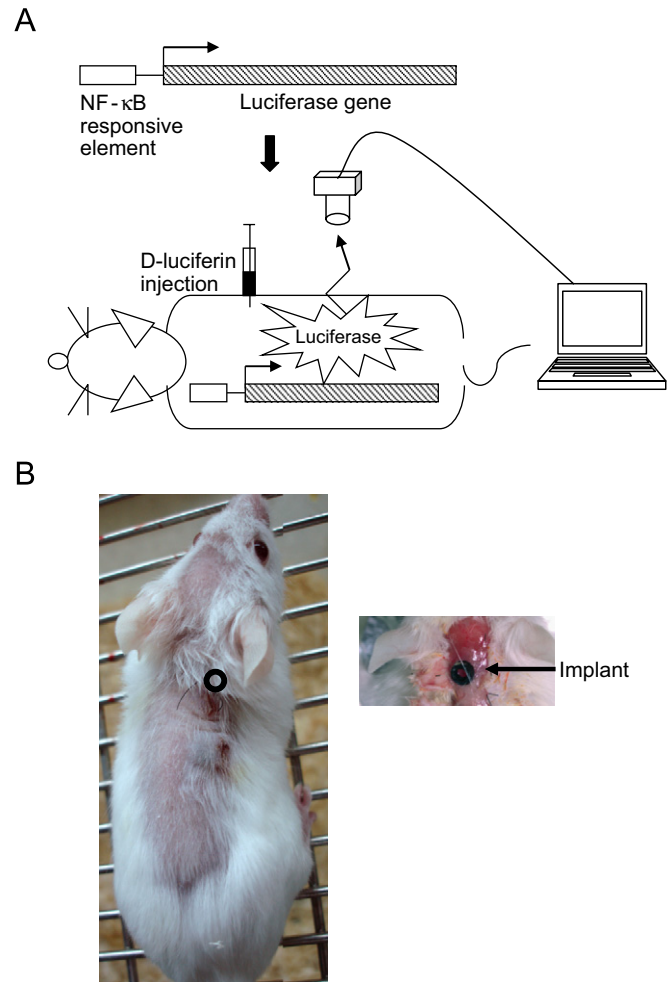 A
NF-κB
responsive
element
Luciferase gene
D-luciferin
injection
Luciferase
B
Implant